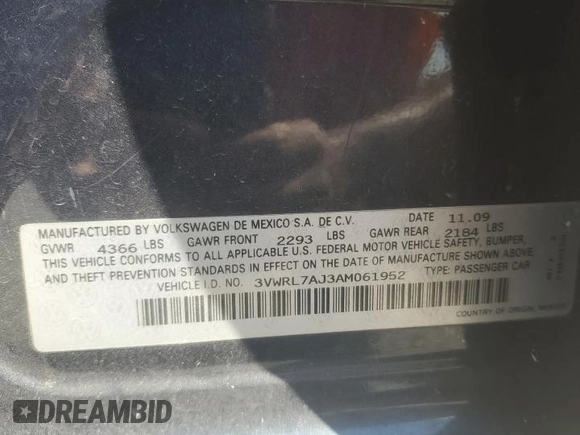 MANUFACTURED BY VOLKSWAGEN DE MEXICO S.A. DE C.V. DATE 11.09
GVWR 4366 LBS GAWR FRONT 2293 LBS GAWR REAR 2184 LBS
THIS VEHICLE CONFORMS TO ALL APPLICABLE U.S. FEDERAL MOTOR VEHICLE SAFETY, BUMPER,
AND THEFT PREVENTION STANDARDS IN EFFECT ON THE DATE OF MANUFACTURE SHOWN ABOVE.
VEHICLE I.D. NO. 3VWRL7AJ3AM061952 TYPE: PASSENGER CAR
COUNTRY OF ORIGIN: MEXICO
DREAMBID